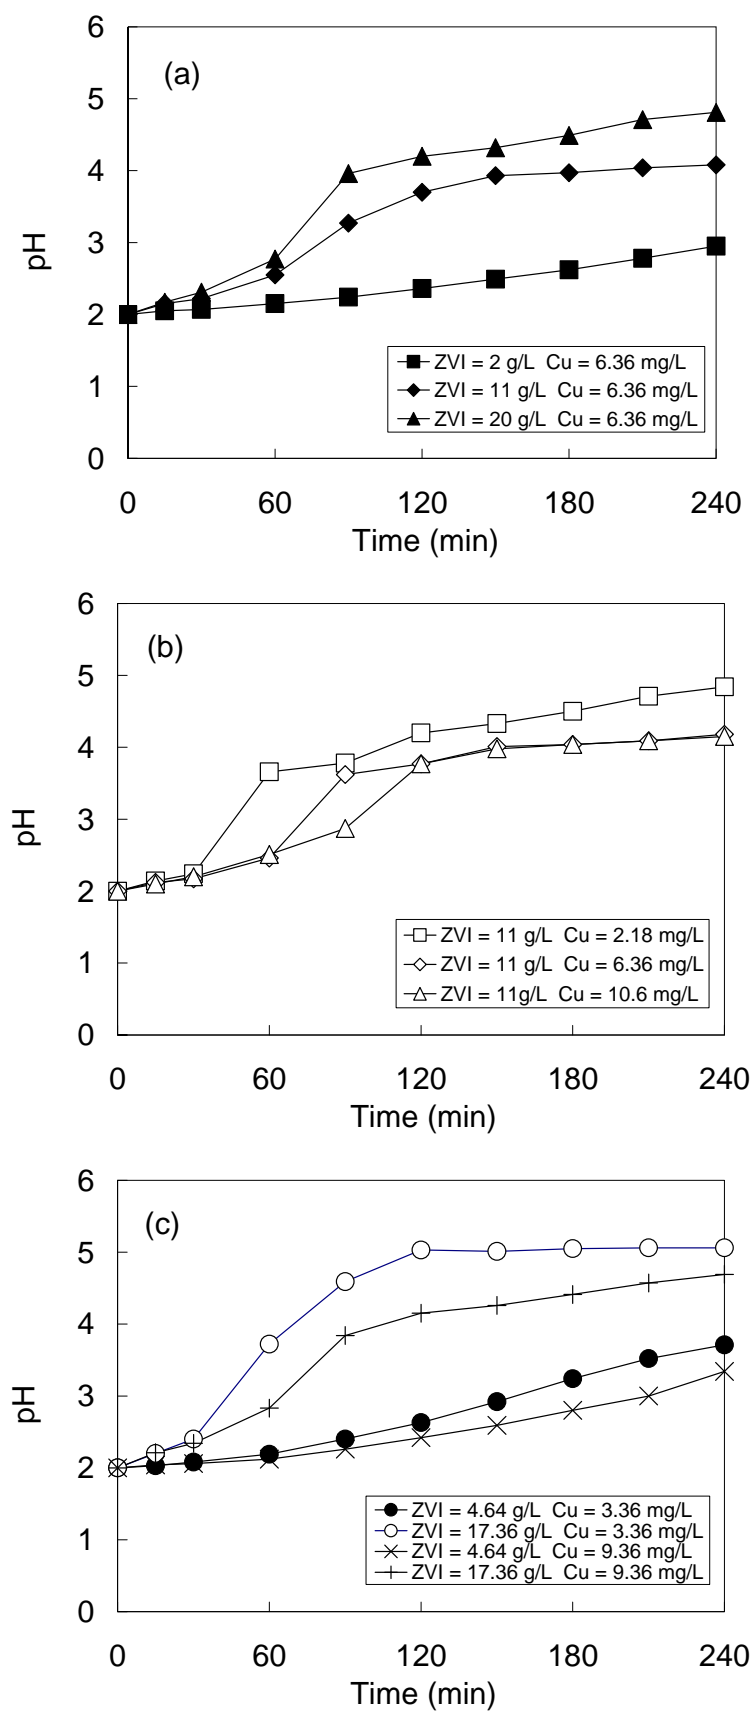 6
(a)
5
4
3
2
1
0
pH
ZVI = 2 g/L Cu = 6.36 mg/L
ZVI = 11 g/L Cu = 6.36 mg/L
ZVI = 20 g/L Cu = 6.36 mg/L
0 60 120 180 240
Time (min)
6
(b)
5
4
3
2
1
0
pH
ZVI = 11 g/L Cu = 2.18 mg/L
ZVI = 11 g/L Cu = 6.36 mg/L
ZVI = 11g/L Cu = 10.6 mg/L
0 60 120 180 240
Time (min)
6
(c)
5
4
3
2
1
0
pH
ZVI = 4.64 g/L Cu = 3.36 mg/L
ZVI = 17.36 g/L Cu = 3.36 mg/L
ZVI = 4.64 g/L Cu = 9.36 mg/L
ZVI = 17.36 g/L Cu = 9.36 mg/L
0 60 120 180 240
Time (min)